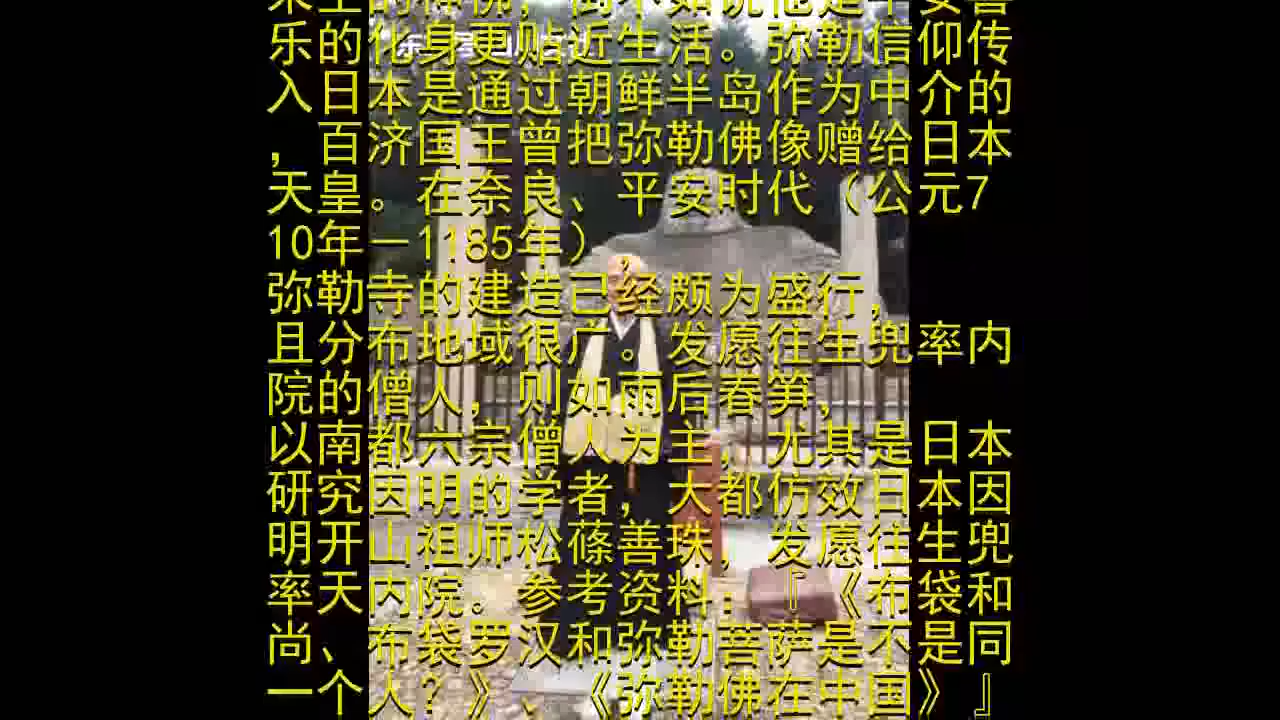 乐的化身更贴近生活。弥勒信仰传
入日本是通过朝鲜半岛作为中介的
，百济国王曾把弥勒佛像赠给日本
天皇。在奈良、平安时代（公元7
10年－1185年），
弥勒寺的建造已经颇为盛行，
且分布地域很广。发愿往生兜率内
院的僧人，则如雨后春笋，
以南都六宗僧人为主，尤其是日本
研究因明的学者，大都仿效日本因
明开山祖师松篠善珠，发愿往生兜
率天内院。参考资料：『《布袋和
尚、布袋罗汉和弥勒菩萨是不是同
一个人？》、《弥勒佛在中国》』